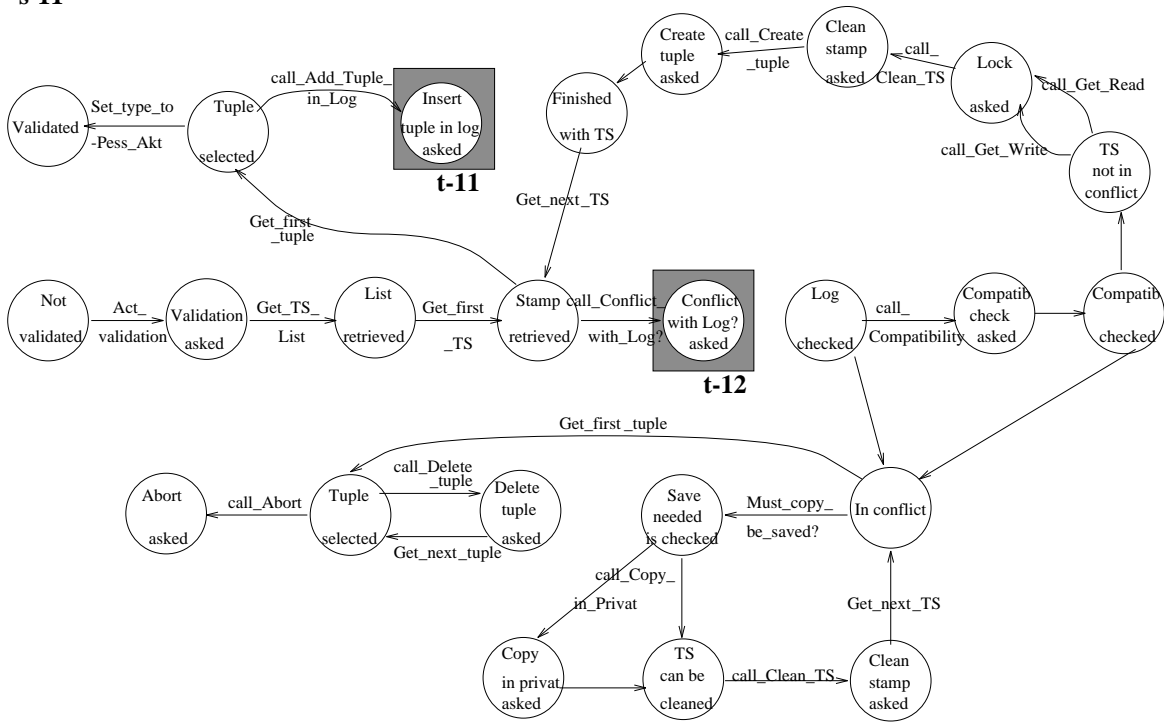 s-11
Create
tuple
asked
call_Create
_tuple
Clean
stamp
asked
call_
Clean_TS
Lock
asked
call_Get_Read
call_Get_Write
TS
not in
conflict
Validated
Set_type_to
-Pess_Akt
Tuple
selected
call_Add_Tuple_
in_Log
Insert
tuple in log
asked
t-11
Finished
with TS
Get_next_TS
Get_first
_tuple
Not
validated
Act_
validation
Validation
asked
Get_TS_
List
List
retrieved
Get_first
_TS
Stamp
retrieved
call_Conflict_
with_Log?
Conflict
with Log?
asked
t-12
Log
checked
call_
Compatibility
Compatib
check
asked
Compatib
checked
Get_first_tuple
Abort
asked
call_Abort
Tuple
selected
call_Delete
_tuple
Get_next_tuple
Delete
tuple
asked
Save
needed
is checked
Must_copy_
be_saved?
In conflict
call_Copy_
in_Privat
Get_next_TS
Copy
in privat
asked
TS
can be
cleaned
call_Clean_TS
Clean
stamp
asked